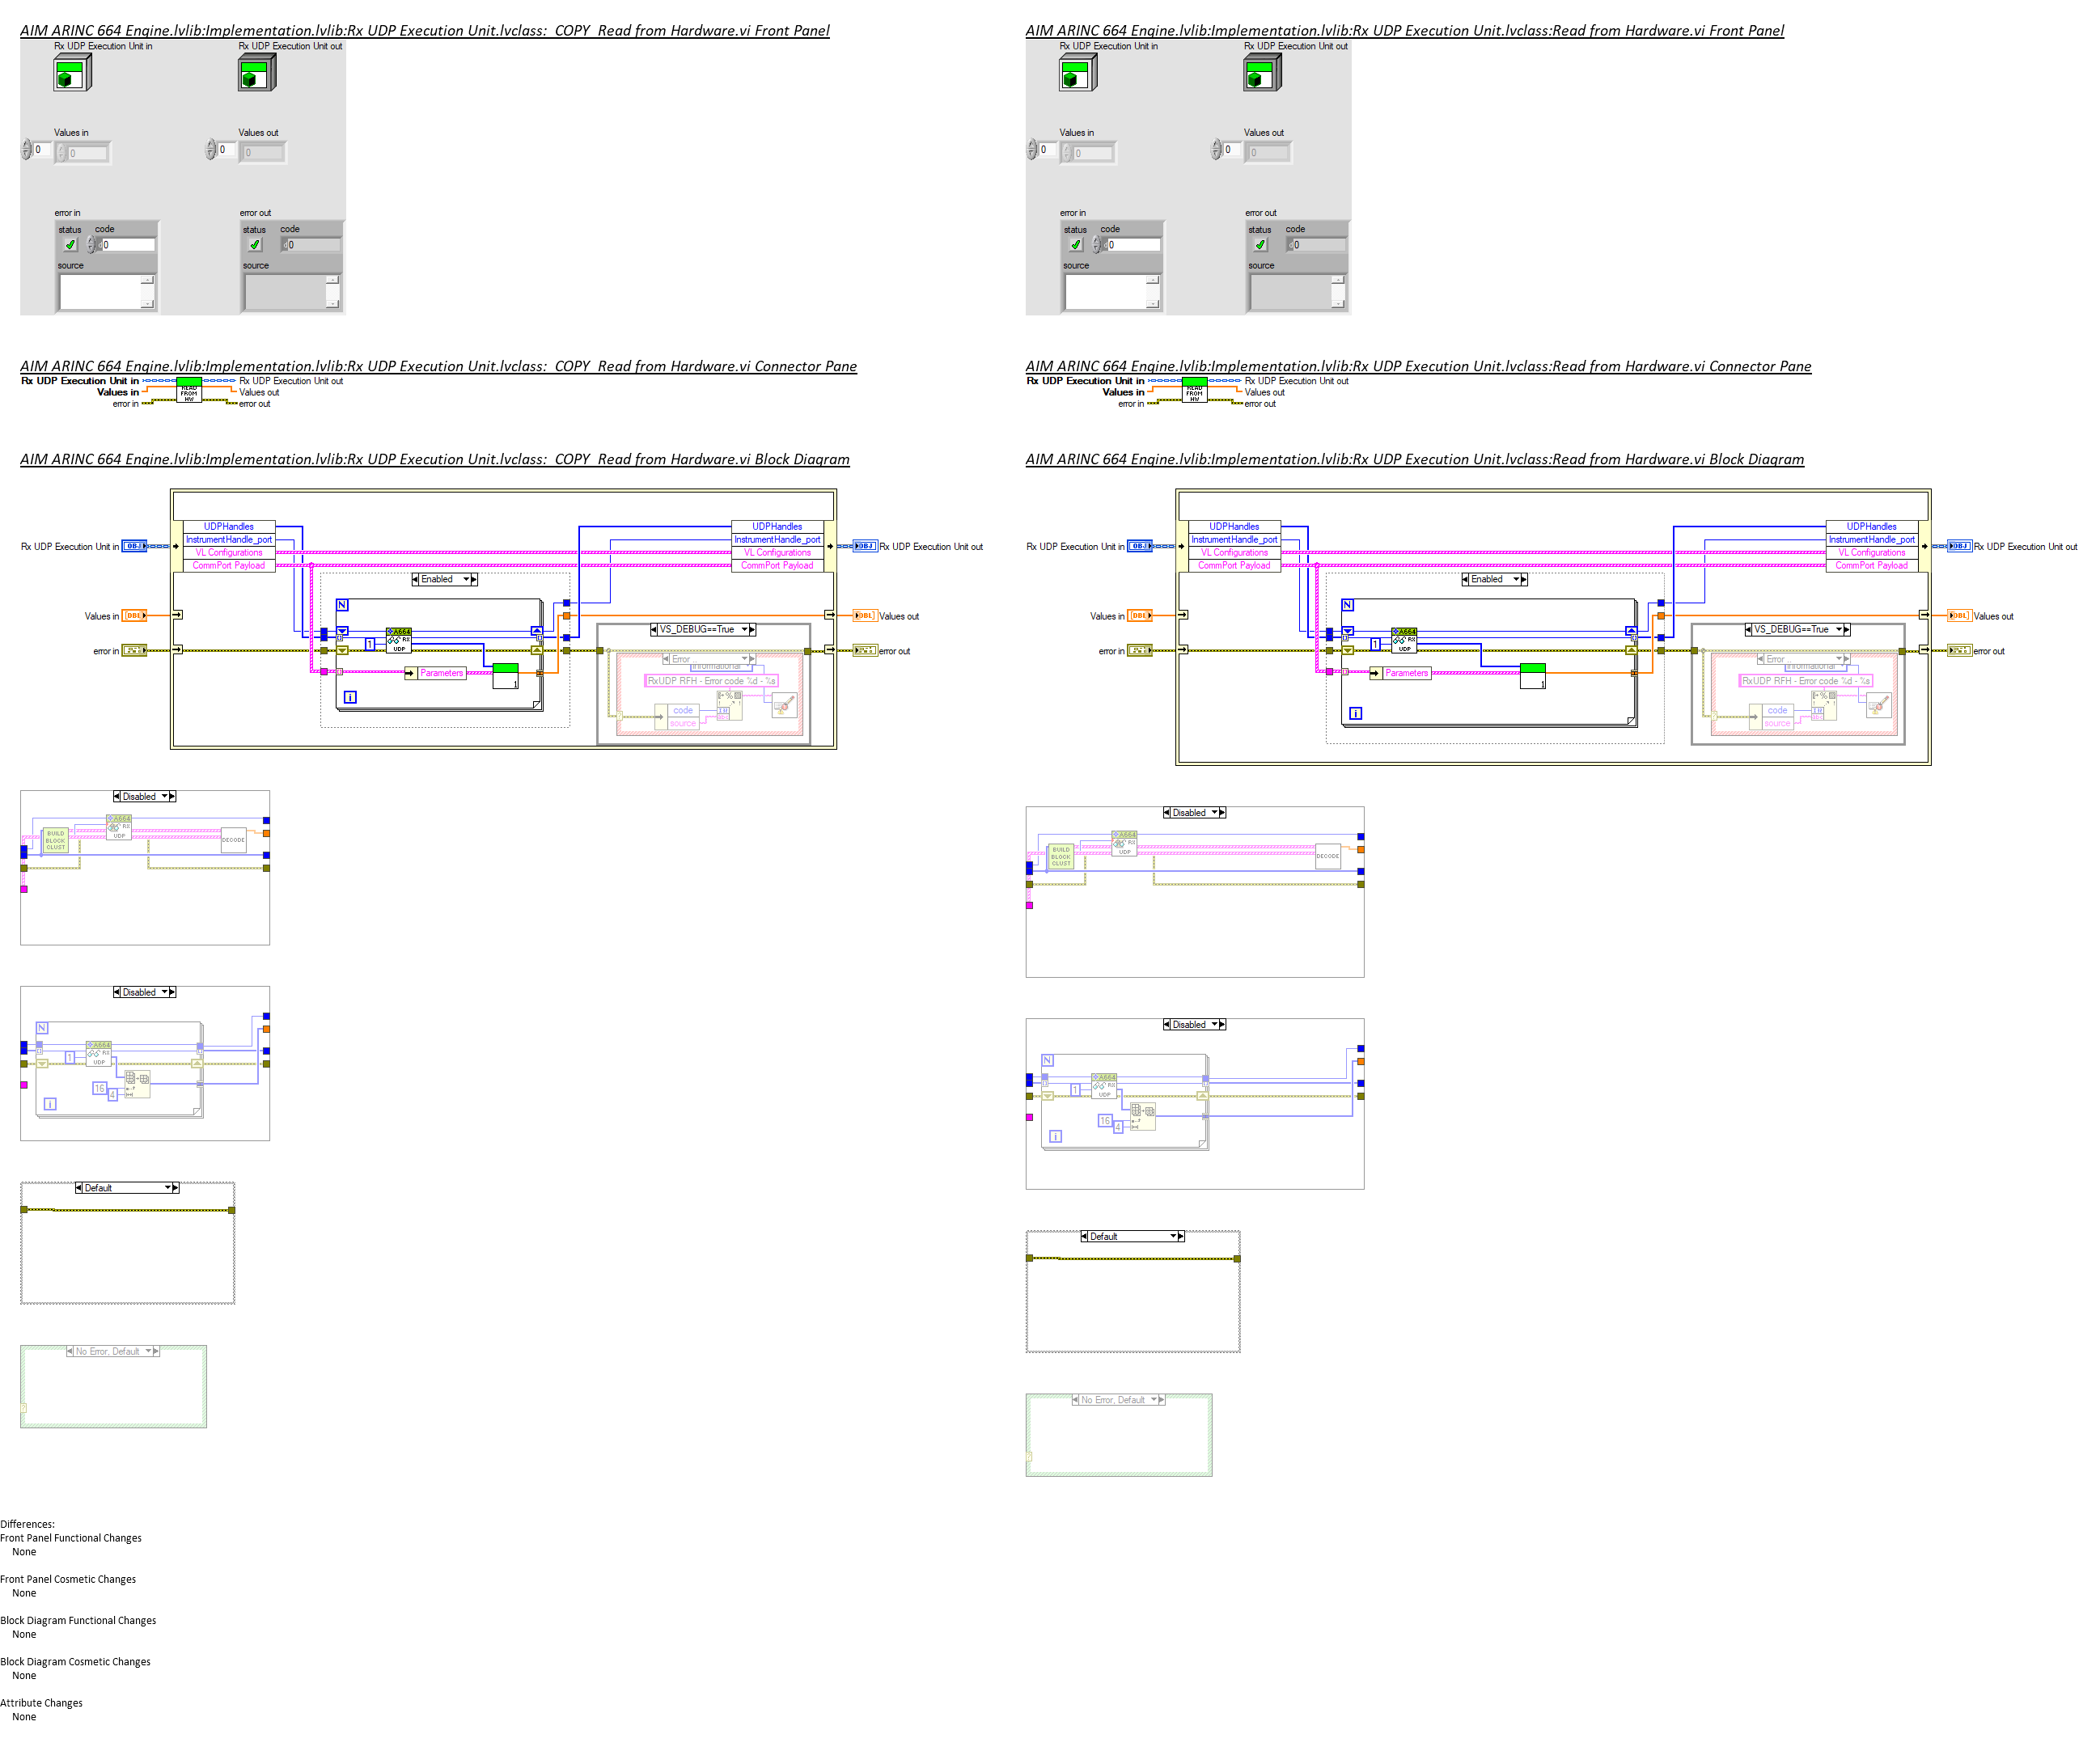 AIM ARINC 664 Engine.lvlib:Implementation.lvlib:Rx UDP Execution Unit.lvclass:_COPY_Read from Hardware.vi Front Panel
Rx UDP Execution Unit in
Rx UDP Execution Unit out
Values in
Values out
0
0
0
0
error in
error out
status
code
status
code
0
0
source
source
AIM ARINC 664 Engine.lvlib:Implementation.lvlib:Rx UDP Execution Unit.lvclass:_COPY_Read from Hardware.vi Connector Pane
Rx UDP Execution Unit in
Rx UDP Execution Unit out
Values in
Values out
error in
error out
READ
FROM
HW
AIM ARINC 664 Engine.lvlib:Implementation.lvlib:Rx UDP Execution Unit.lvclass:_COPY_Read from Hardware.vi Block Diagram
UDPHandles
UDPHandles
Rx UDP Execution Unit in
OBJ
InstrumentHandle_port
InstrumentHandle_port
OBJ
Rx UDP Execution Unit out
VL Configurations
VL Configurations
CommPort Payload
CommPort Payload
Enabled
N
Values in
DBL
DBL
Values out
VS_DEBUG==True
A664
1
RX
UDP
error in
error out
Error
Informational
Parameters
1
RxUDP RFH - Error code %d - %s
i
code
source
Disabled
A664
RX
UDP
BUILD
BLOCK
CLUST
DECODE
Disabled
N
A664
1
RX
UDP
16
4
i
Default
No Error, Default
?
AIM ARINC 664 Engine.lvlib:Implementation.lvlib:Rx UDP Execution Unit.lvclass:Read from Hardware.vi Front Panel
Rx UDP Execution Unit in
Rx UDP Execution Unit out
Values in
Values out
0
0
0
0
error in
error out
status
code
status
code
0
0
source
source
AIM ARINC 664 Engine.lvlib:Implementation.lvlib:Rx UDP Execution Unit.lvclass:Read from Hardware.vi Connector Pane
Rx UDP Execution Unit in
Rx UDP Execution Unit out
Values in
Values out
error in
error out
READ
FROM
HW
AIM ARINC 664 Engine.lvlib:Implementation.lvlib:Rx UDP Execution Unit.lvclass:Read from Hardware.vi Block Diagram
UDPHandles
UDPHandles
Rx UDP Execution Unit in
OBJ
InstrumentHandle_port
InstrumentHandle_port
OBJ
Rx UDP Execution Unit out
VL Configurations
VL Configurations
CommPort Payload
CommPort Payload
Enabled
N
Values in
DBL
DBL
Values out
VS_DEBUG==True
A664
1
RX
UDP
error in
error out
Error
Informational
Parameters
1
RxUDP RFH - Error code %d - %s
i
code
source
Disabled
A664
RX
UDP
BUILD
BLOCK
CLUST
DECODE
Disabled
N
A664
1
RX
UDP
16
4
i
Default
No Error, Default
?
Differences:
Front Panel Functional Changes
None
Front Panel Cosmetic Changes
None
Block Diagram Functional Changes
None
Block Diagram Cosmetic Changes
None
Attribute Changes
None